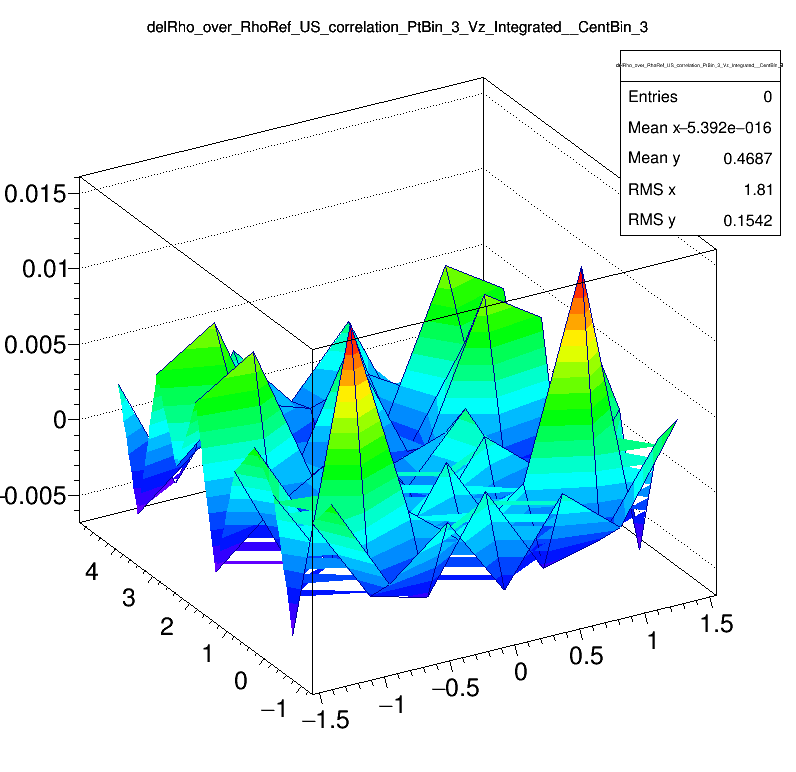 delRho_over_RhoRef_US_correlation_PtBin_3_Vz_Integrated__CentBin_3
delRho_over_RhoRef_US_correlation_PtBin_3_Vz_Integrated__CentBin_3
Entries 0
Mean x −5.392e−016
Mean y 0.4687
RMS x 1.81
RMS y 0.1542
0.015
0.01
0.005
0
−0.005
4
3
2
1
0
−1
−1.5
−1
−0.5
0
0.5
1
1.5